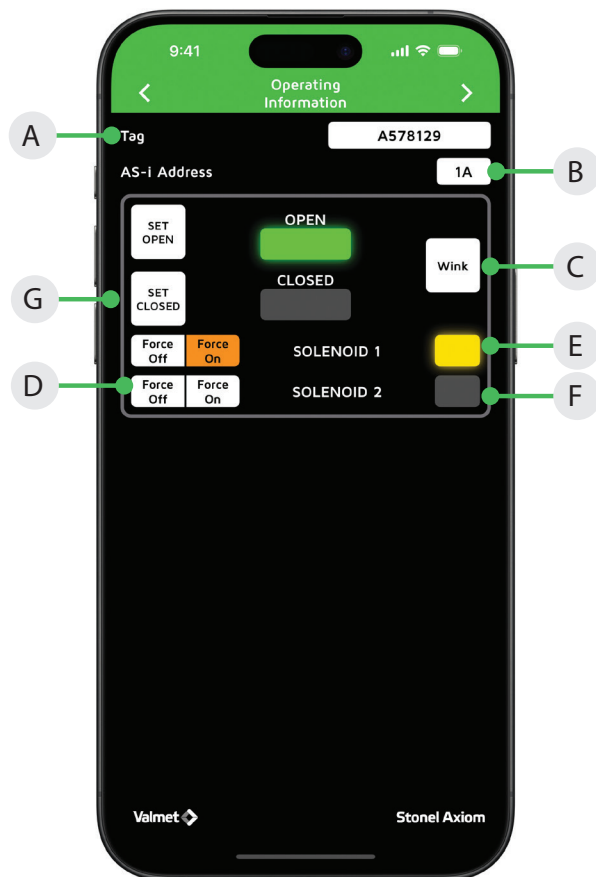 9:41
Operating
Information
A
Tag
A578129
AS-i Address
1A
B
SET
OPEN
OPEN
Wink
C
G
SET
CLOSED
CLOSED
Force
Off
Force
On
SOLENOID 1
E
D
Force
Off
Force
On
SOLENOID 2
F
Valmet
Stonel Axiom